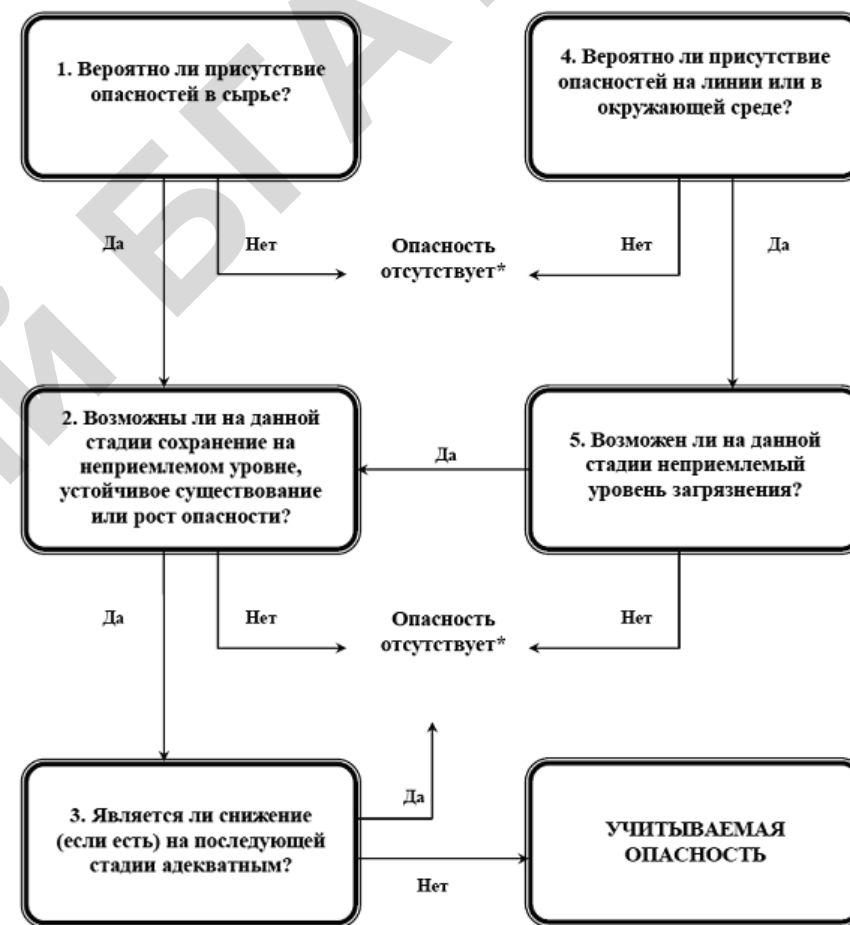 1. Вероятно ли присутствие
опасностей в сырье?
4. Вероятно ли присутствие
опасностей на линии или в
окружающей среде?
Да
Нет
Опасность
отсутствует*
Нет
Да
2. Возможны ли на данной
стадии сохранение на
неприемлемом уровне,
устойчивое существование
или рост опасности?
Да
5. Возможен ли на данной
стадии неприемлемый
уровень загрязнения?
Да
Нет
Опасность
отсутствует*
Нет
3. Является ли снижение
(если есть) на последующей
стадии адекватным?
Да
Нет
УЧИТЫВАЕМАЯ
ОПАСНОСТЬ